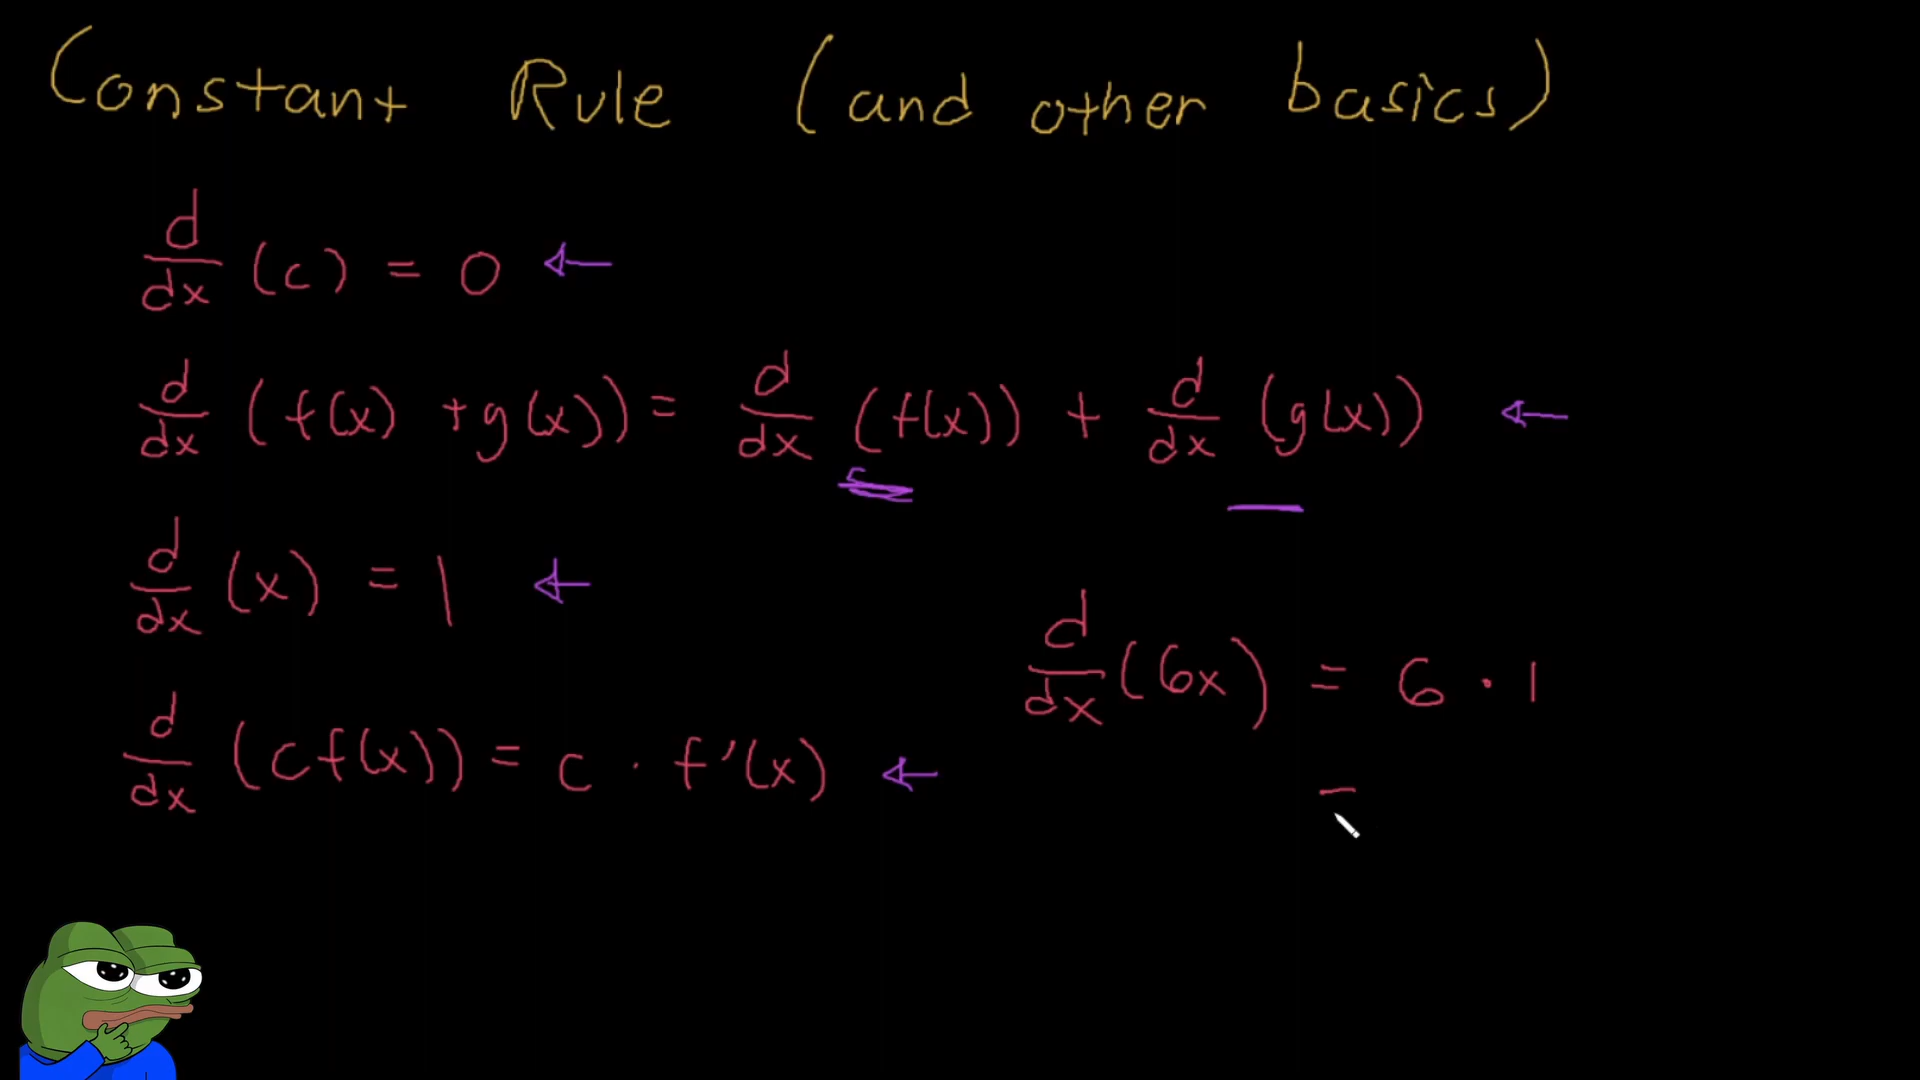 Constant Rule (and other basics)
d/dx (c) = 0
d/dx (f(x) + g(x)) = d/dx (f(x)) + d/dx (g(x))
d/dx (x) = 1
d/dx (6x) = 6 · 1
d/dx (cf(x)) = c · f'(x)